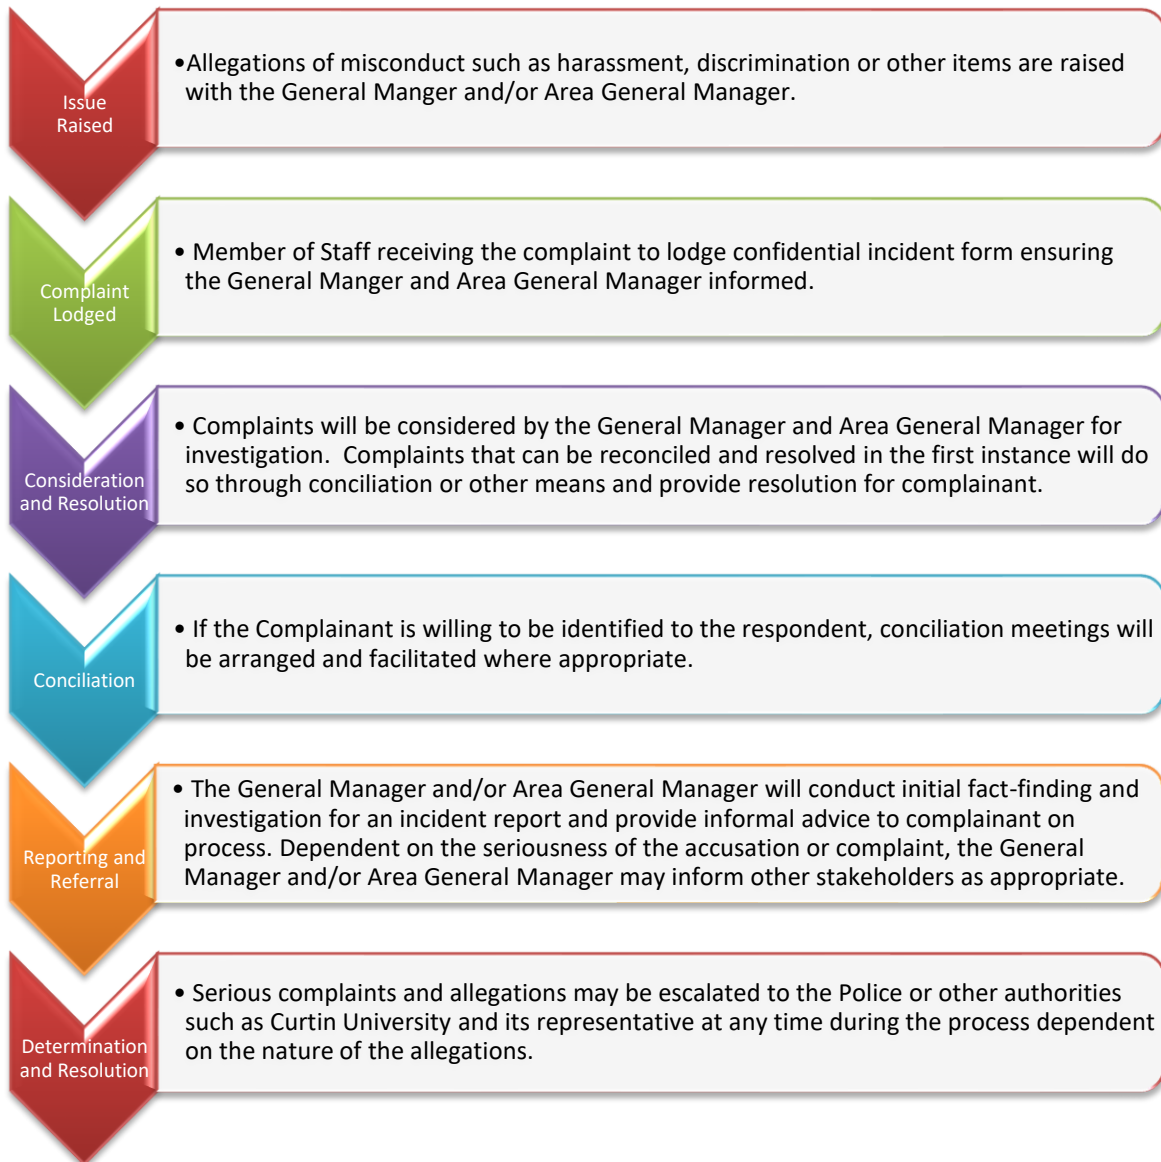 Issue
Raised
•Allegations of misconduct such as harassment, discrimination or other items are raised
with the General Manger and/or Area General Manager.
Complaint
Lodged
• Member of Staff receiving the complaint to lodge confidential incident form ensuring
the General Manger and Area General Manager informed.
Consideration
and Resolution
• Complaints will be considered by the General Manager and Area General Manager for
investigation. Complaints that can be reconciled and resolved in the first instance will do
so through conciliation or other means and provide resolution for complainant.
Conciliation
• If the Complainant is willing to be identified to the respondent, conciliation meetings will
be arranged and facilitated where appropriate.
Reporting and
Referral
• The General Manager and/or Area General Manager will conduct initial fact-finding and
investigation for an incident report and provide informal advice to complainant on
process. Dependent on the seriousness of the accusation or complaint, the General
Manager and/or Area General Manager may inform other stakeholders as appropriate.
Determination
and Resolution
• Serious complaints and allegations may be escalated to the Police or other authorities
such as Curtin University and its representative at any time during the process dependent
on the nature of the allegations.